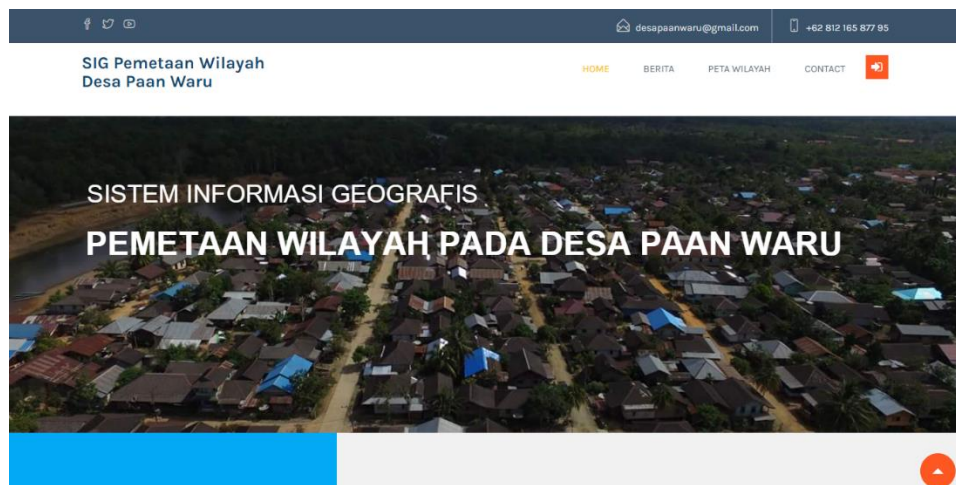 desapaanwaru@gmail.com
+62 812 165 877 95
SIG Pemetaan Wilayah
Desa Paan Waru
HOME
BERITA
PETA WILAYAH
CONTACT
SISTEM INFORMASI GEOGRAFIS
PEMETAAN WILAYAH PADA DESA PAAN WARU